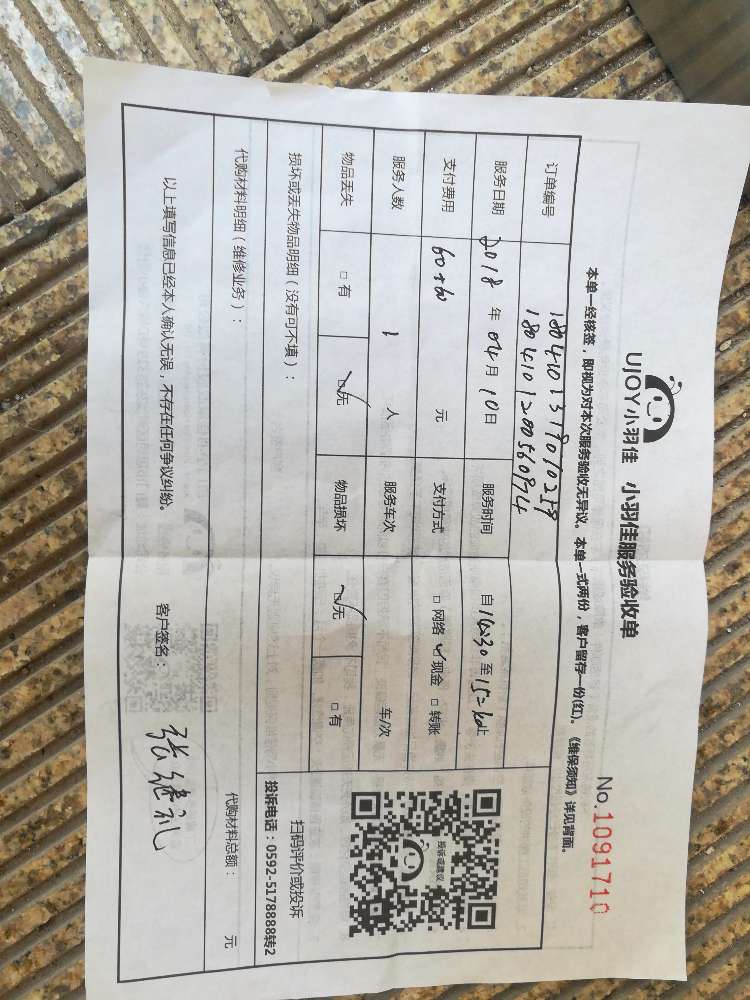 UJOY小羽佳 小羽佳服务验收单
No.1091710
本单一经核签，即视为对本次服务验收无异议。本单一式两份，客户留存一份(红)。《维保须知》详见背面。
订单编号
服务日期 2018 年 04 月 10 日 服务时间 自 14:30 至 止
支付费用 60+60 元 支付方式 □ 网络 □ 现金 □ 转账
服务人数 1 人 服务车次 车/次
物品丢失 □ 有 □ 无 物品损坏 □ 无 □ 有
损坏或丢失物品明细（没有可不填）：
投诉或建议
扫码评价或投诉
投诉电话：0592-5178888转2
代购材料明细（维修业务）： 代购材料总额： 元
以上填写信息已经本人确认无误，不存在任何争议纠纷。 客户签名：